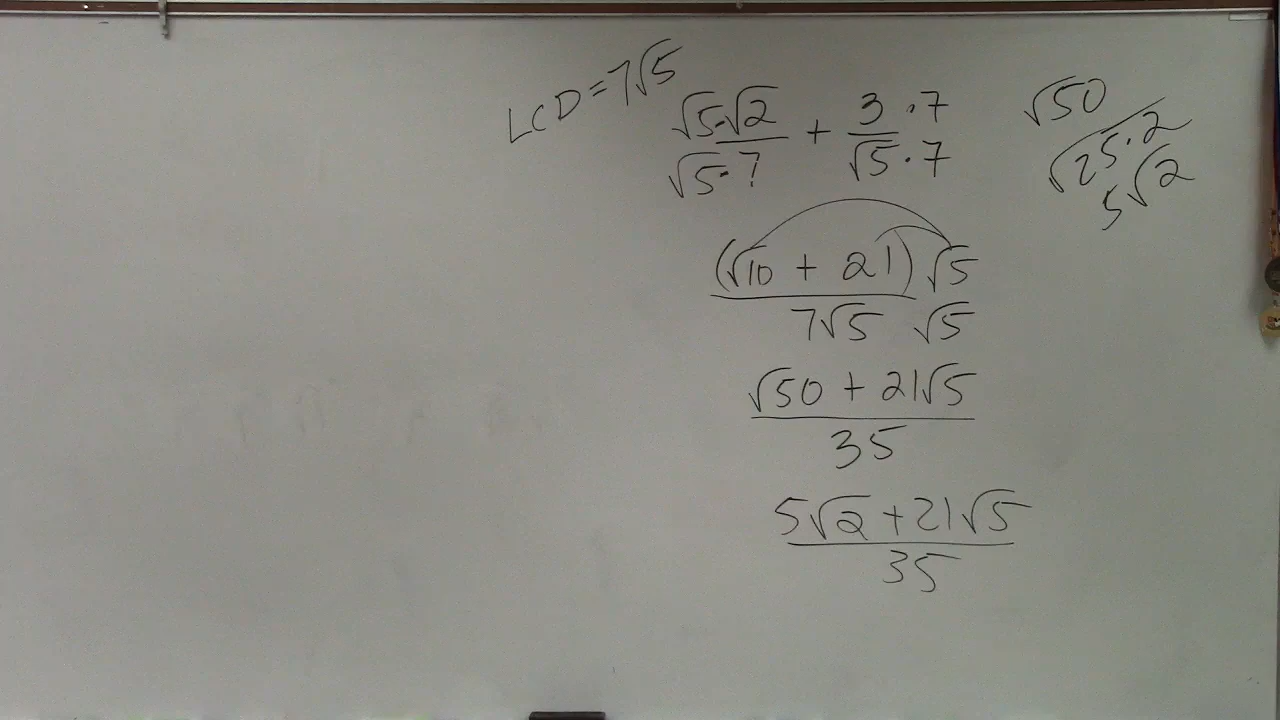 LCD = 7√5
√5·√2 / √5·7 + 3·7 / √5·7
(√10 + 21)√5 / 7√5 √5
√50 + 21√5 / 35
5√2 + 21√5 / 35
√50
√25·2
5√2